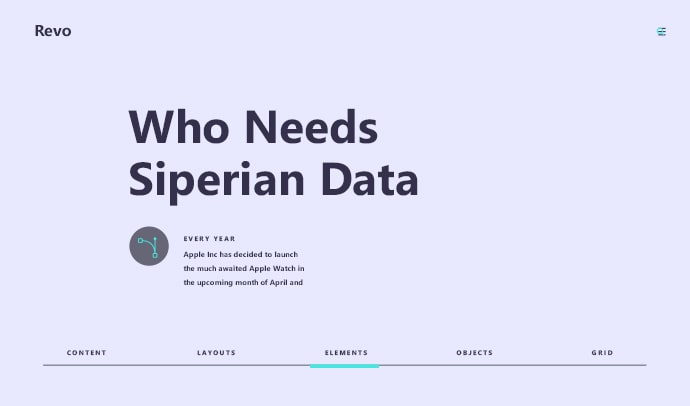 Revo
Who Needs
Siperian Data
EVERY YEAR
Apple Inc has decided to launch
the much awaited Apple Watch in
the upcoming month of April and
CONTENT
LAYOUTS
ELEMENTS
OBJECTS
GRID